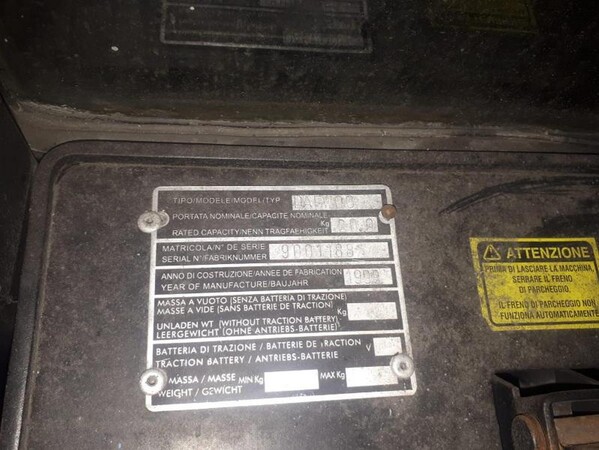 TIPO/MODELE/MODEL/TYP
PORTATA NOMINALE/CAPACITE NOMINALE
RATED CAPACITY/NENNTRAGFAEHIGKEIT Kg
MATRICOLA/N° DE SERIE
SERIAL N°/FABRIKNUMMER
ANNO DI COSTRUZIONE/ANNEE DE FABRICATION
YEAR OF MANUFACTURE/BAUJAHR
MASSA A VUOTO (SENZA BATTERIA DI TRAZIONE)
MASSE A VIDE (SANS BATTERIE DE TRACTION) Kg
UNLADEN WT (WITHOUT TRACTION BATTERY)
LEERGEWICHT (OHNE ANTRIEBS-BATTERIE)
BATTERIA DI TRAZIONE / BATTERIE DE TRACTION V
TRACTION BATTERY / ANTRIEBS-BATTERIE
MASSA / MASSE MIN Kg MAX Kg
WEIGHT / GEWICHT
ATTENZIONE
PRIMA DI LASCIARE LA MACCHINA,
SERRARE IL FRENO
DI PARCHEGGIO.
IL FRENO DI PARCHEGGIO NON
FUNZIONA AUTOMATICAMENTE